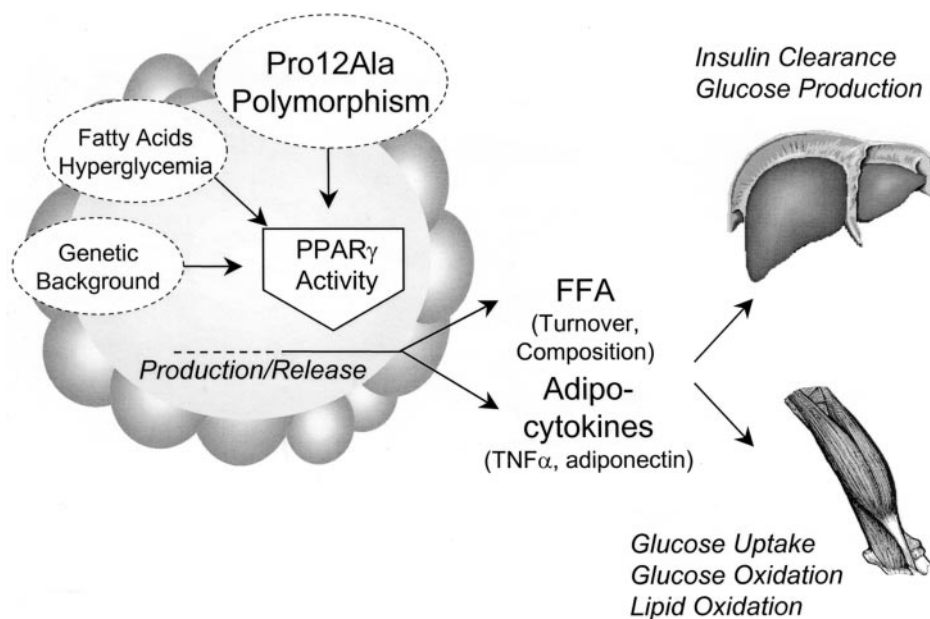 Pro12Ala
Polymorphism
Fatty Acids
Hyperglycemia
Genetic
Background
PPARγ
Activity
Production/Release
FFA
(Turnover,
Composition)
Adipo-
cytokines
(TNFα, adiponectin)
Insulin Clearance
Glucose Production
Glucose Uptake
Glucose Oxidation
Lipid Oxidation